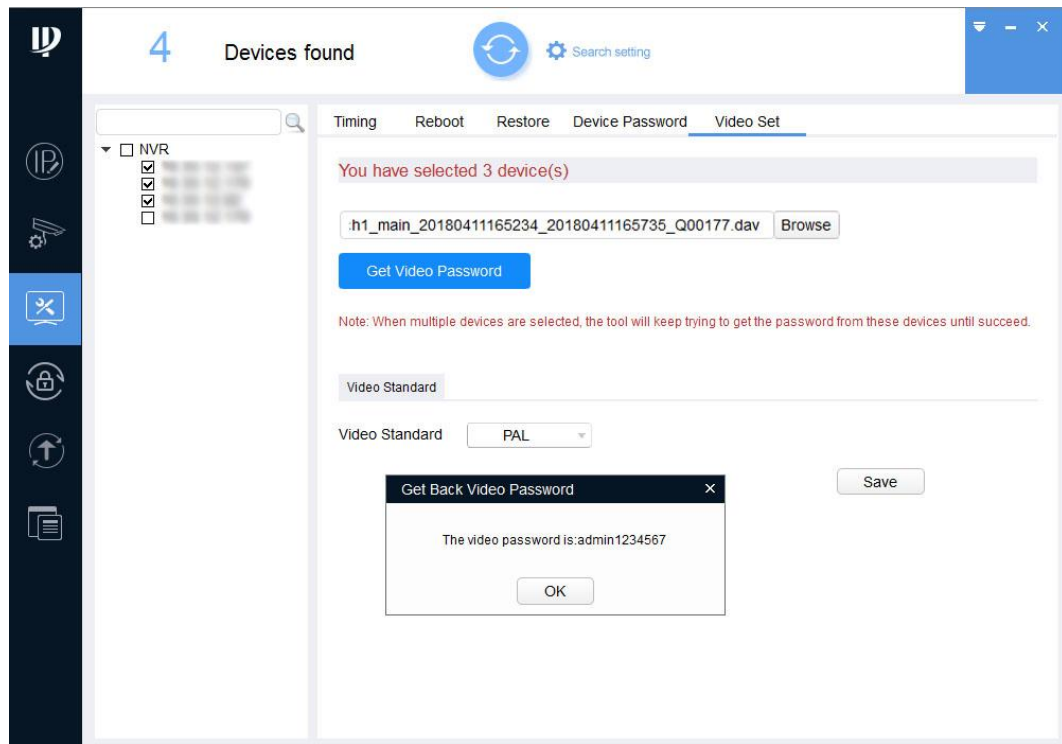 4 Devices found Search setting
Timing Reboot Restore Device Password Video Set
NVR
You have selected 3 device(s)
:h1_main_20180411165234_20180411165735_Q00177.dav Browse
Get Video Password
Note: When multiple devices are selected, the tool will keep trying to get the password from these devices until succeed.
Video Standard
Video Standard PAL
Save
Get Back Video Password
The video password is:admin1234567
OK